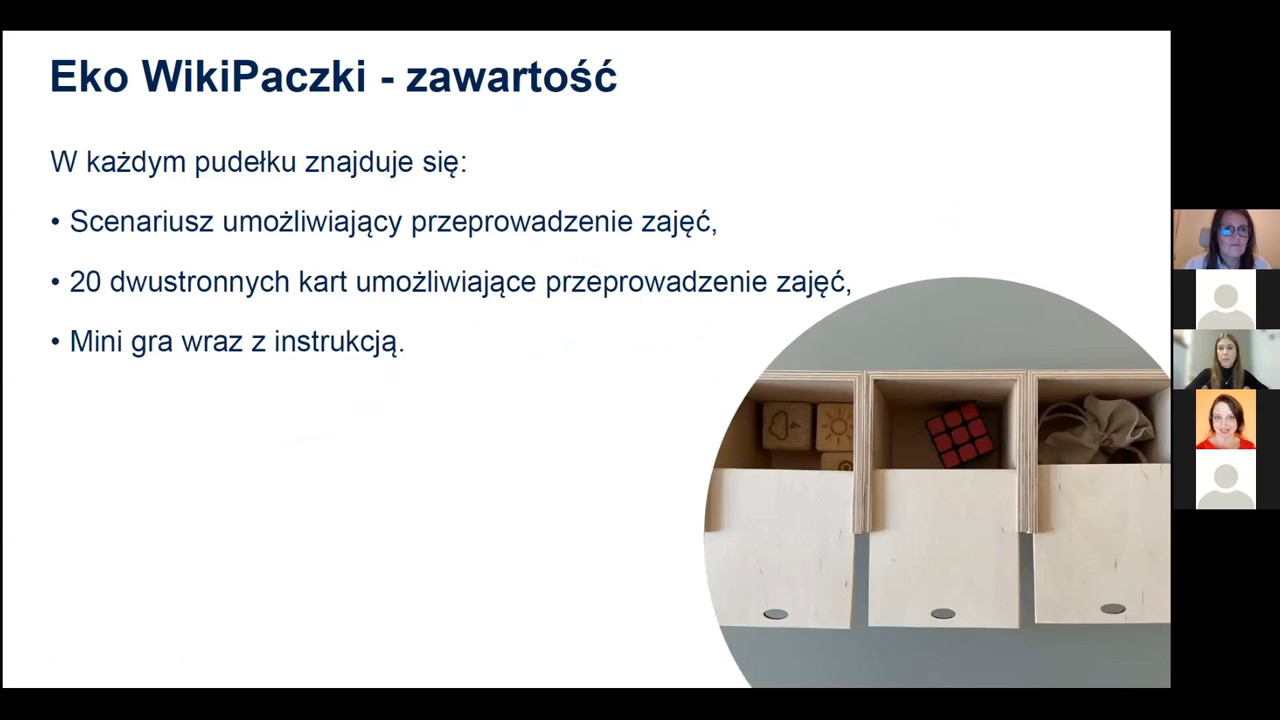 Eko WikiPaczki - zawartość
W każdym pudełku znajduje się:
• Scenariusz umożliwiający przeprowadzenie zajęć,
• 20 dwustronnych kart umożliwiające przeprowadzenie zajęć,
• Mini gra wraz z instrukcją.